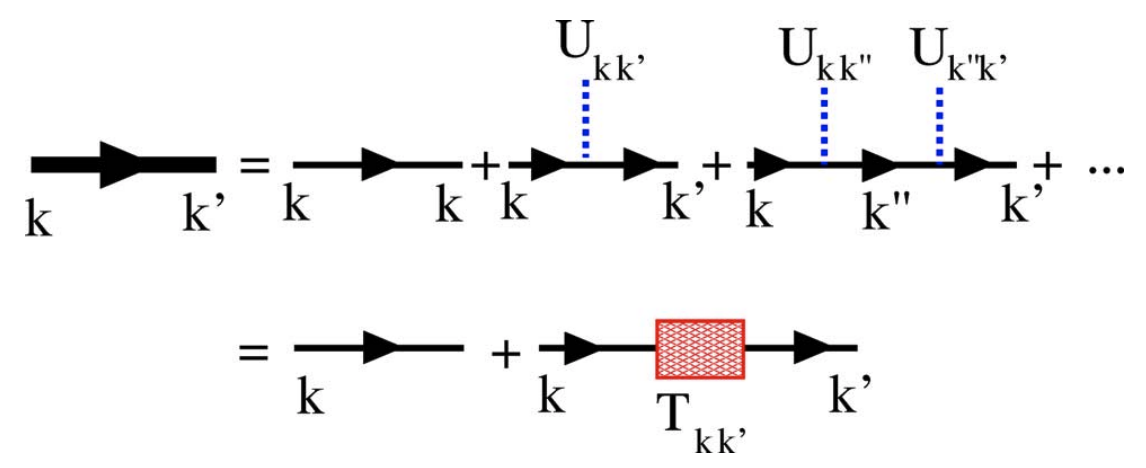 U_kk' U_kk" U_k"k'
= + + + ...
k k' k k k k' k k" k'
= +
k k k'
T_kk'